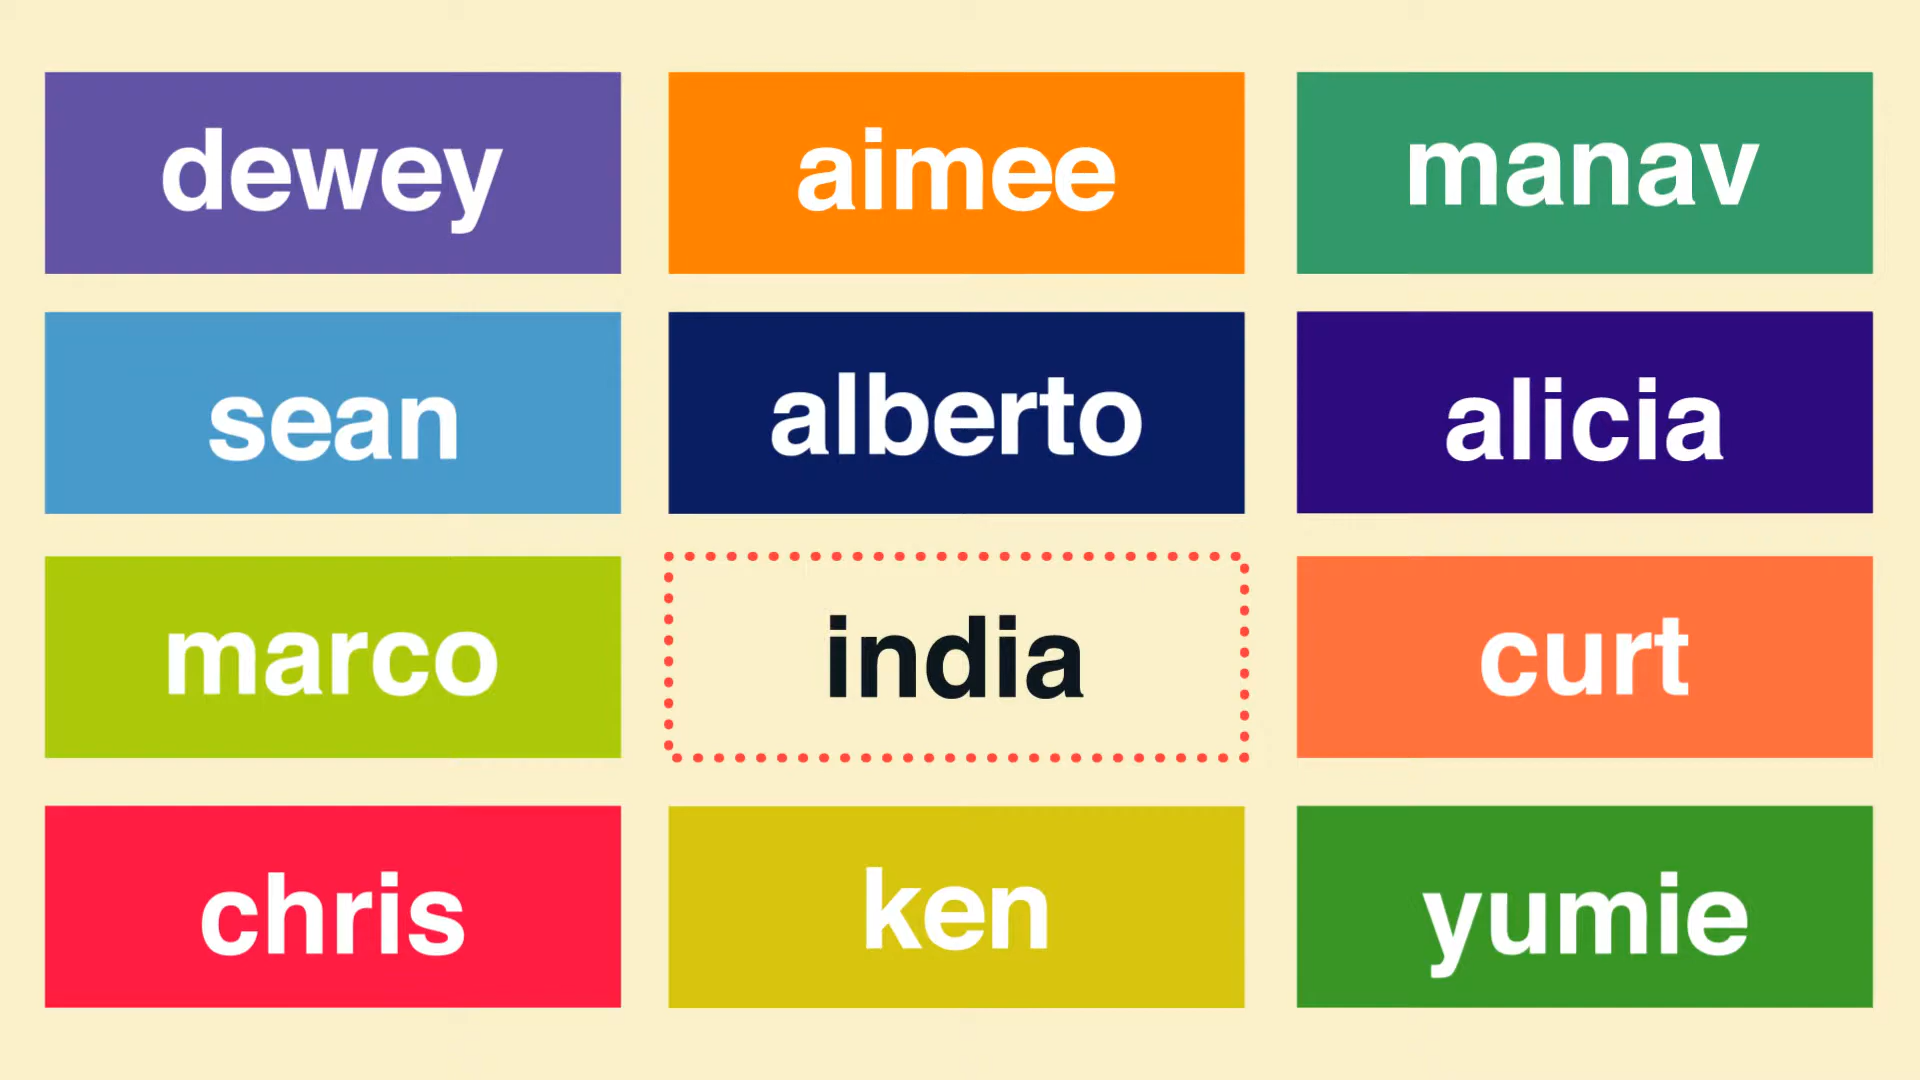 dewey
aimee
manav
sean
alberto
alicia
marco
india
curt
chris
ken
yumie